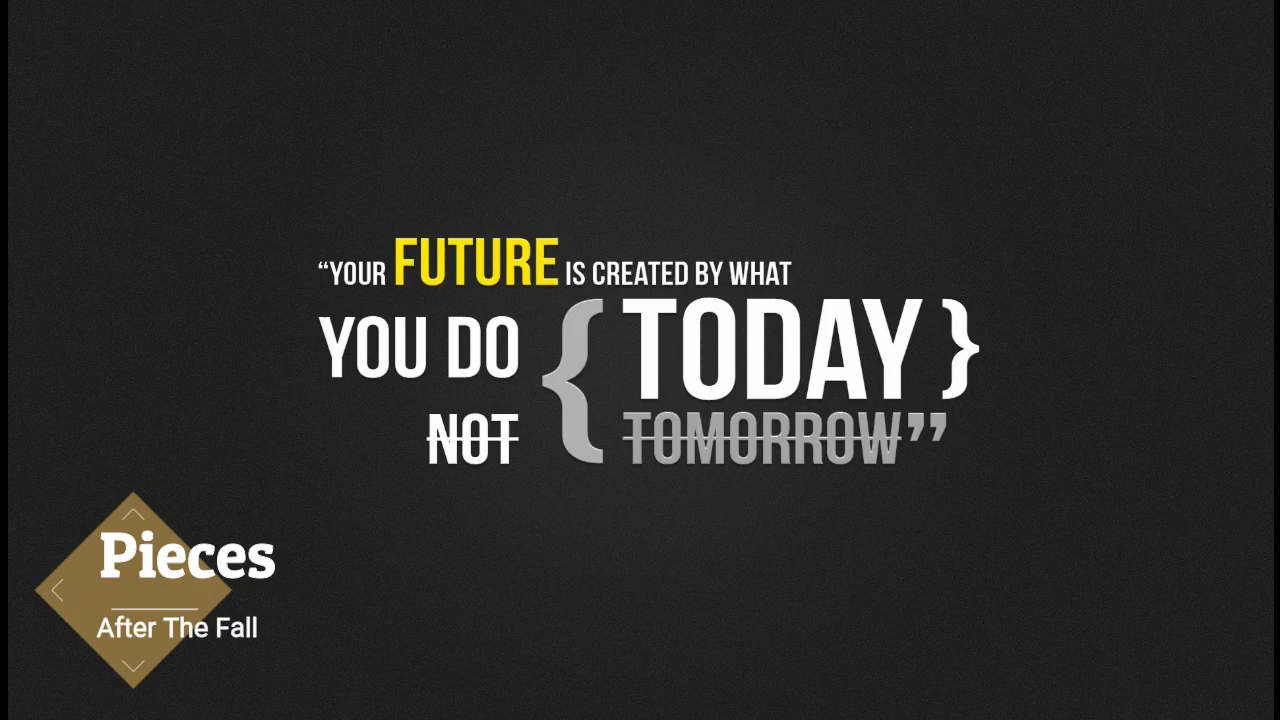 “YOUR FUTURE IS CREATED BY WHAT
YOU DO { TODAY }
NOT TOMORROW”
Pieces
After The Fall